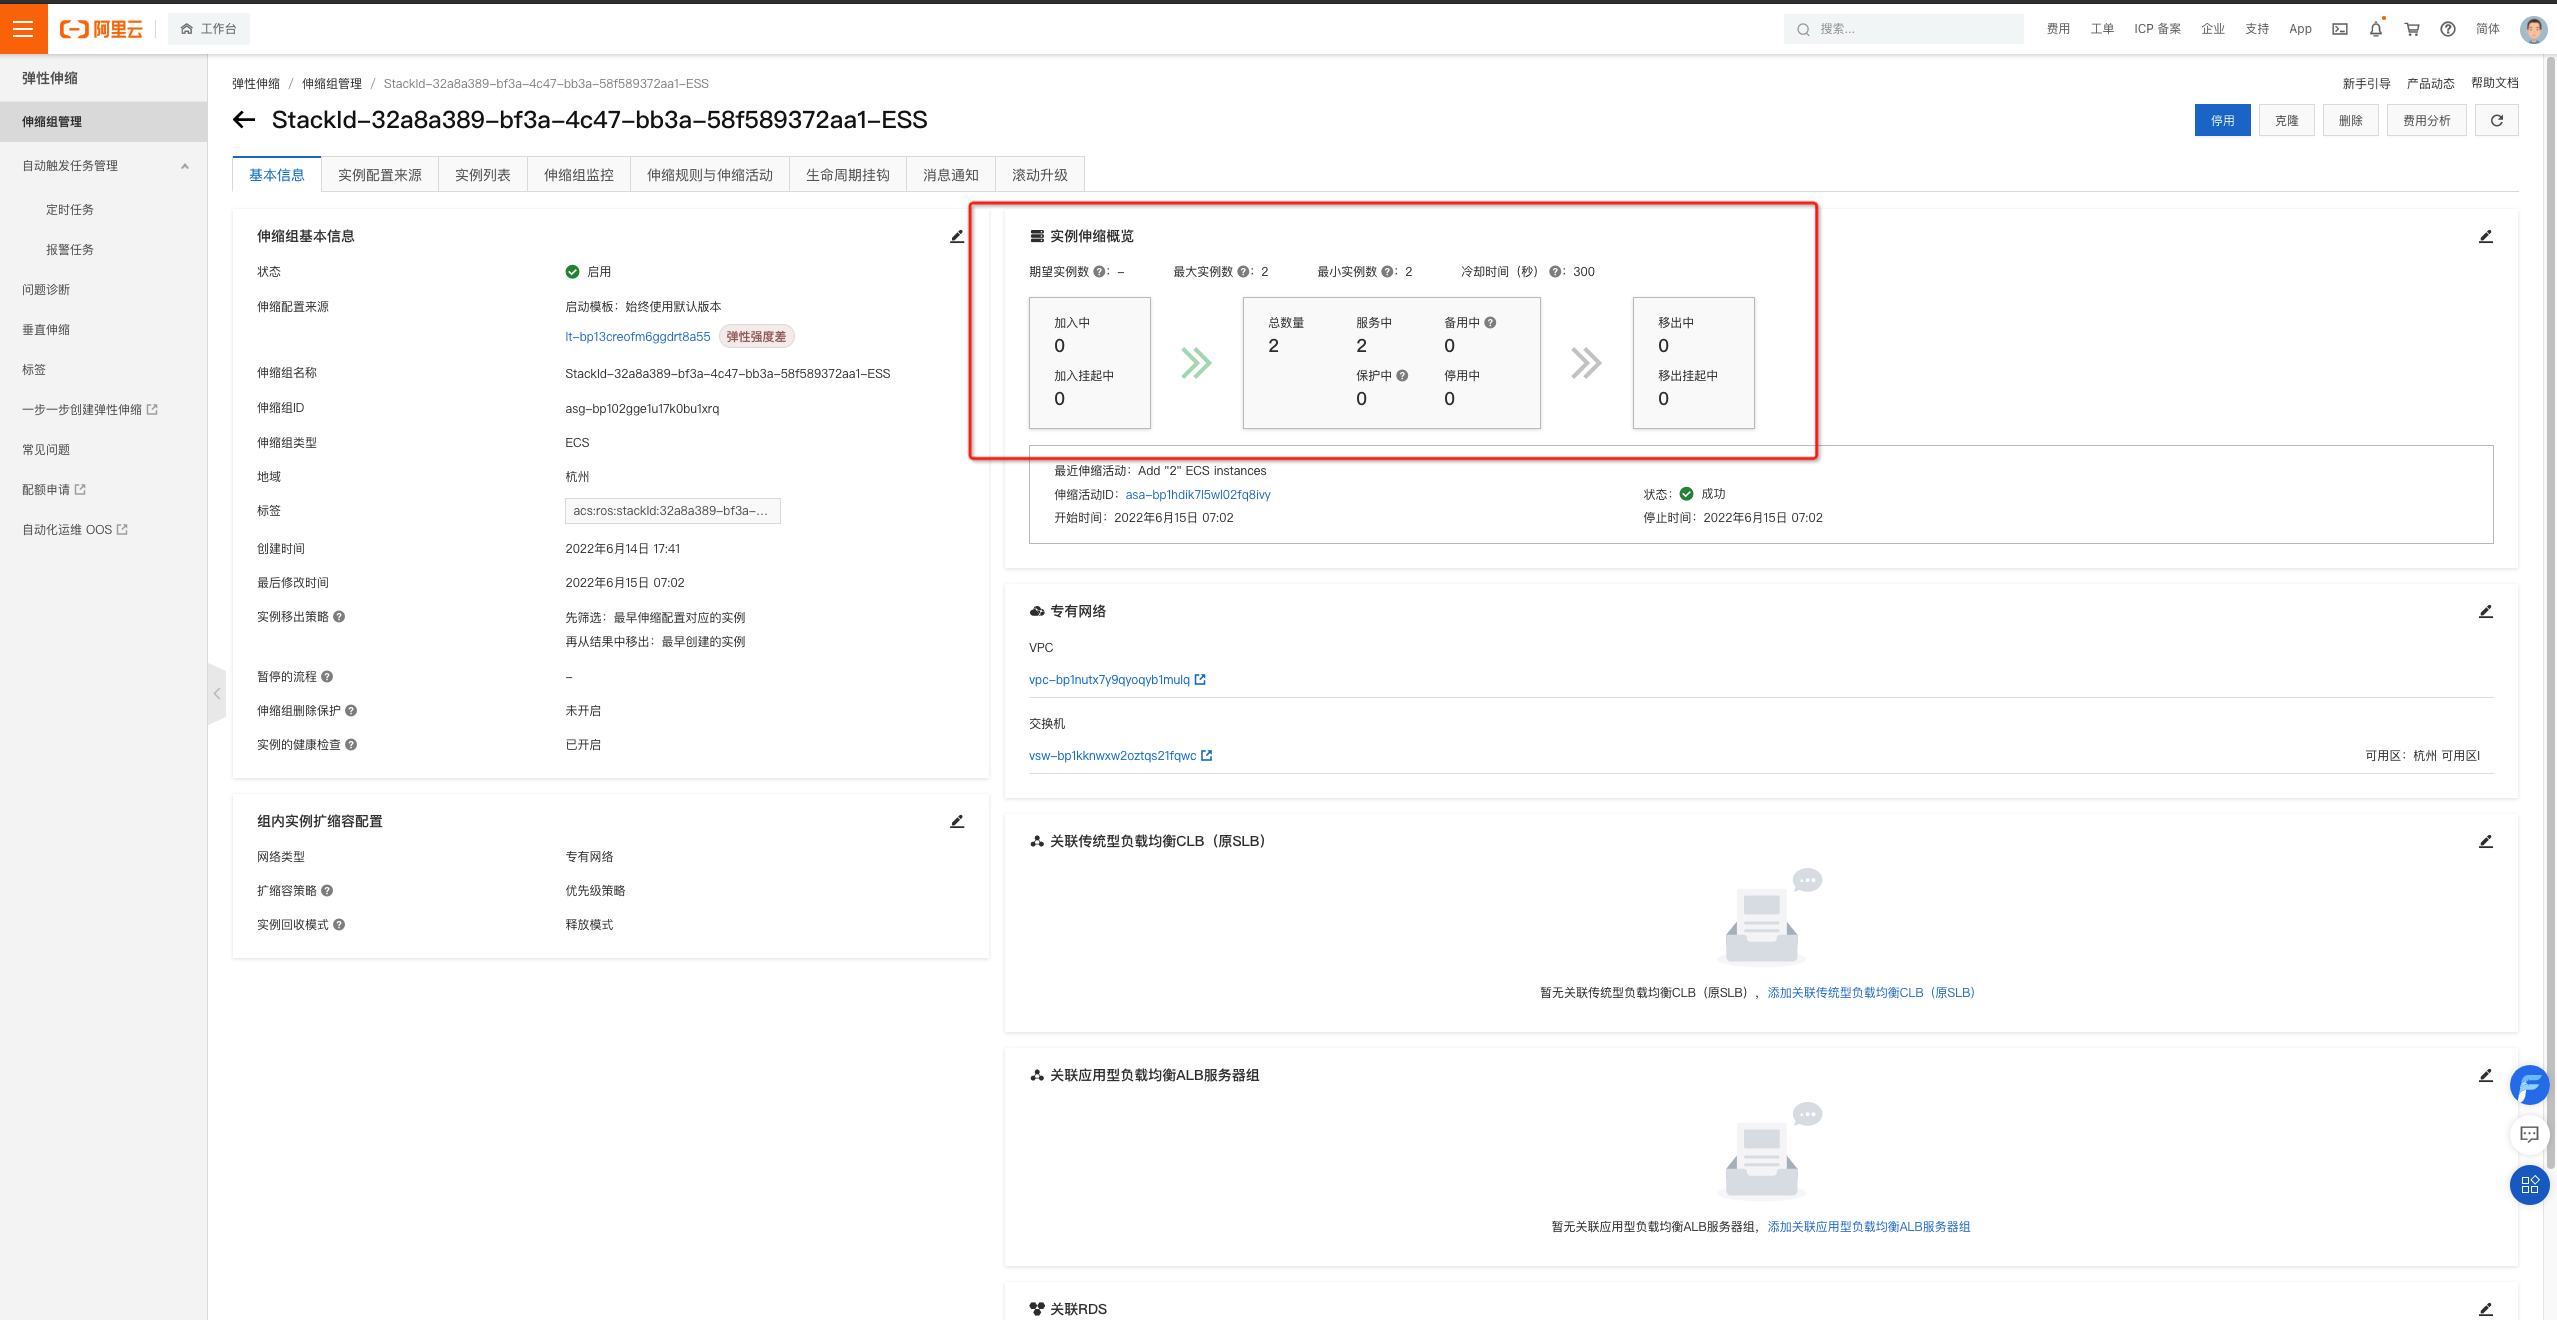 阿里云
工作台
搜索...
费用
工单
ICP 备案
企业
支持
App
简体
弹性伸缩
伸缩组管理
自动触发任务管理
定时任务
报警任务
问题诊断
垂直伸缩
标签
一步一步创建弹性伸缩
常见问题
配额申请
自动化运维 OOS
弹性伸缩 / 伸缩组管理 / StackId-32a8a389-bf3a-4c47-bb3a-58f589372aa1-ESS
新手引导 产品动态 帮助文档
StackId-32a8a389-bf3a-4c47-bb3a-58f589372aa1-ESS
停用 克隆 删除 费用分析
基本信息 实例配置来源 实例列表 伸缩组监控 伸缩规则与伸缩活动 生命周期挂钩 消息通知 滚动升级
伸缩组基本信息
状态 启用
伸缩配置来源 启动模板：始终使用默认版本
lt-bp13creofm6ggdrt8a55 弹性强度差
伸缩组名称 StackId-32a8a389-bf3a-4c47-bb3a-58f589372aa1-ESS
伸缩组ID asg-bp102gge1u17k0bu1xrq
伸缩组类型 ECS
地域 杭州
标签 acs:ros:stackId:32a8a389-bf3a-...
创建时间 2022年6月14日 17:41
最后修改时间 2022年6月15日 07:02
实例移出策略 先筛选：最早伸缩配置对应的实例
再从结果中移出：最早创建的实例
暂停的流程 –
伸缩组删除保护 未开启
实例的健康检查 已开启
组内实例扩缩容配置
网络类型 专有网络
扩缩容策略 优先级策略
实例回收模式 释放模式
实例伸缩概览
期望实例数：– 最大实例数：2 最小实例数：2 冷却时间（秒）：300
加入中
0
加入挂起中
0
总数量 服务中 备用中
2 2 0
保护中 停用中
0 0
移出中
0
移出挂起中
0
最近伸缩活动：Add "2" ECS instances
伸缩活动ID：asa-bp1hdik7l5wl02fq8ivy 状态：成功
开始时间：2022年6月15日 07:02 停止时间：2022年6月15日 07:02
专有网络
VPC
vpc-bp1nutx7y9qyoqyb1mulq
交换机
vsw-bp1kknwxw2oztqs21fqwc 可用区：杭州 可用区I
关联传统型负载均衡CLB（原SLB）
暂无关联传统型负载均衡CLB（原SLB），添加关联传统型负载均衡CLB（原SLB）
关联应用型负载均衡ALB服务器组
暂无关联应用型负载均衡ALB服务器组，添加关联应用型负载均衡ALB服务器组
关联RDS